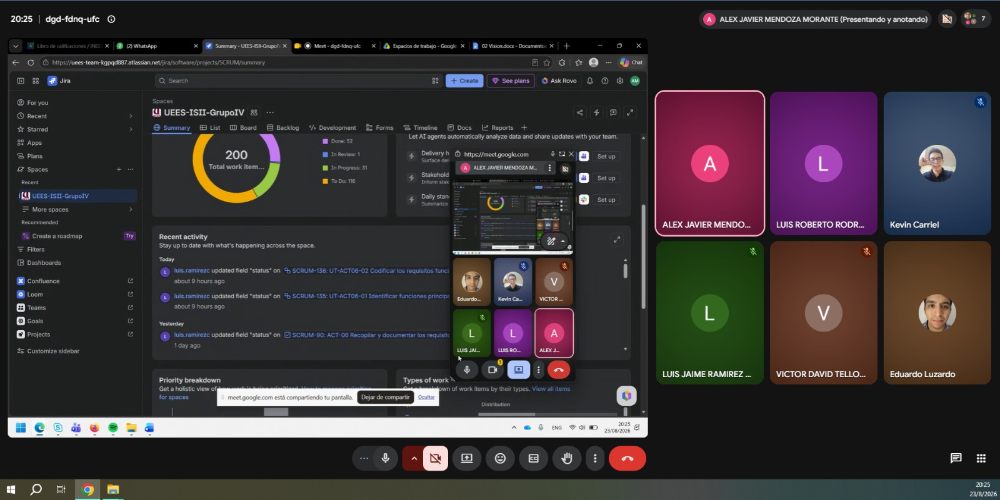 20:25 | dgd-fdnq-ufc
ALEX JAVIER MENDOZA MORANTE (Presentando y anotando)
7
Libro de calificaciones / INGE
(2) WhatsApp
Summary - UEES-ISII-GrupoIV
Meet - dgd-fdnq-ufc
Espacios de trabajo - Google
02 Vision.docx - Documentos
https://uees-team-kgpqd887.atlassian.net/jira/software/projects/SCRUM/summary
Chat
Jira
Search
Create
See plans
Ask Rovo
AM
For you
Recent
Starred
Apps
Plans
Spaces
Recent
UEES-ISII-GrupoIV
More spaces
Recommended
Create a roadmap
Try
Filters
Dashboards
Confluence
Loom
Teams
Goals
Projects
Customize sidebar
Spaces
UEES-ISII-GrupoIV
Summary
List
Board
Backlog
Development
Forms
Timeline
Docs
Reports
200
Total work item...
Done: 52
In Review: 1
In Progress: 31
To Do: 116
Let AI agents automatically analyze data and share updates with your team.
Delivery h
Surface del
Set up
Stakehold
Inform stak
Set up
Daily stan
Summarize
Set up
Recent activity
Stay up to date with what's happening across the space.
Today
L
luis.ramirezc updated field "status" on SCRUM-136: UT-ACT06-02 Codificar los requisitos funci
about 9 hours ago
L
luis.ramirezc updated field "status" on SCRUM-135: UT-ACT06-01 Identificar funciones principa
about 9 hours ago
Yesterday
L
luis.ramirezc updated field "status" on SCRUM-90: ACT-06 Recopilar y documentar los requisito
1 day ago
Priority breakdown
Get a holistic view of how work is being prioritized. How to manage priorities
for spaces
Types of work
Get a breakdown of work items by their types. View all items
Distribution
https://meet.google.com
A
ALEX JAVIER MENDOZA M...
Eduardo...
Kevin Ca...
V
VICTOR ...
L
LUIS JAI...
L
LUIS RO...
A
ALEX J...
meet.google.com está compartiendo tu pantalla.
Dejar de compartir
Ocultar
ENG
20:25
23/08/2026
A
ALEX JAVIER MENDO...
L
LUIS ROBERTO RODR...
Kevin Carriel
L
LUIS JAIME RAMIREZ ...
V
VICTOR DAVID TELLO...
Eduardo Luzardo
20:25
23/8/2026